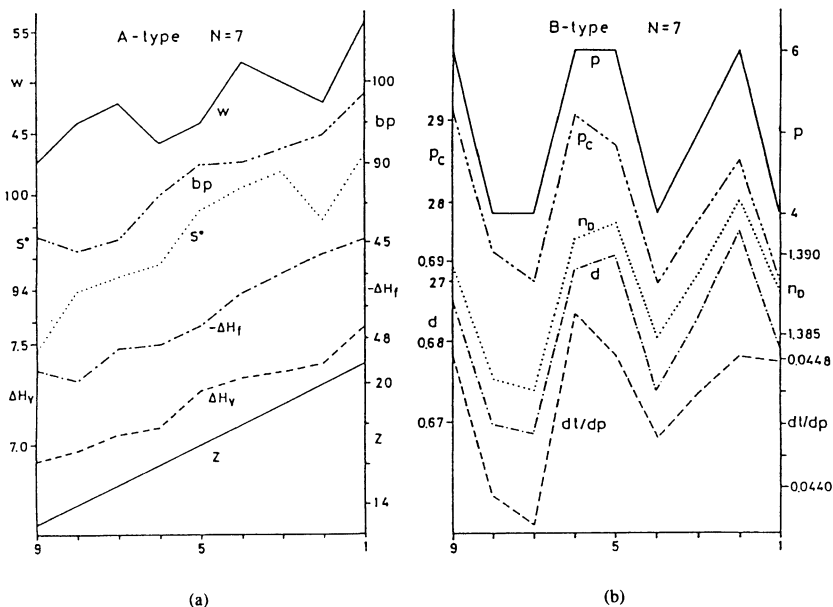 A-type N=7
55
w
45
100
S°
94
7.5
ΔHv
7.0
w
bp
S°
-ΔHf
ΔHv
Z
100
bp
90
45
-ΔHf
48
20
Z
14
9
5
1
(a)
B-type N=7
29
Pc
28
0,69
27
d
0,68
0,67
p
Pc
nD
d
dt/dp
6
p
4
1,390
nD
1,385
0,0448
dt/dp
0,0440
9
5
1
(b)